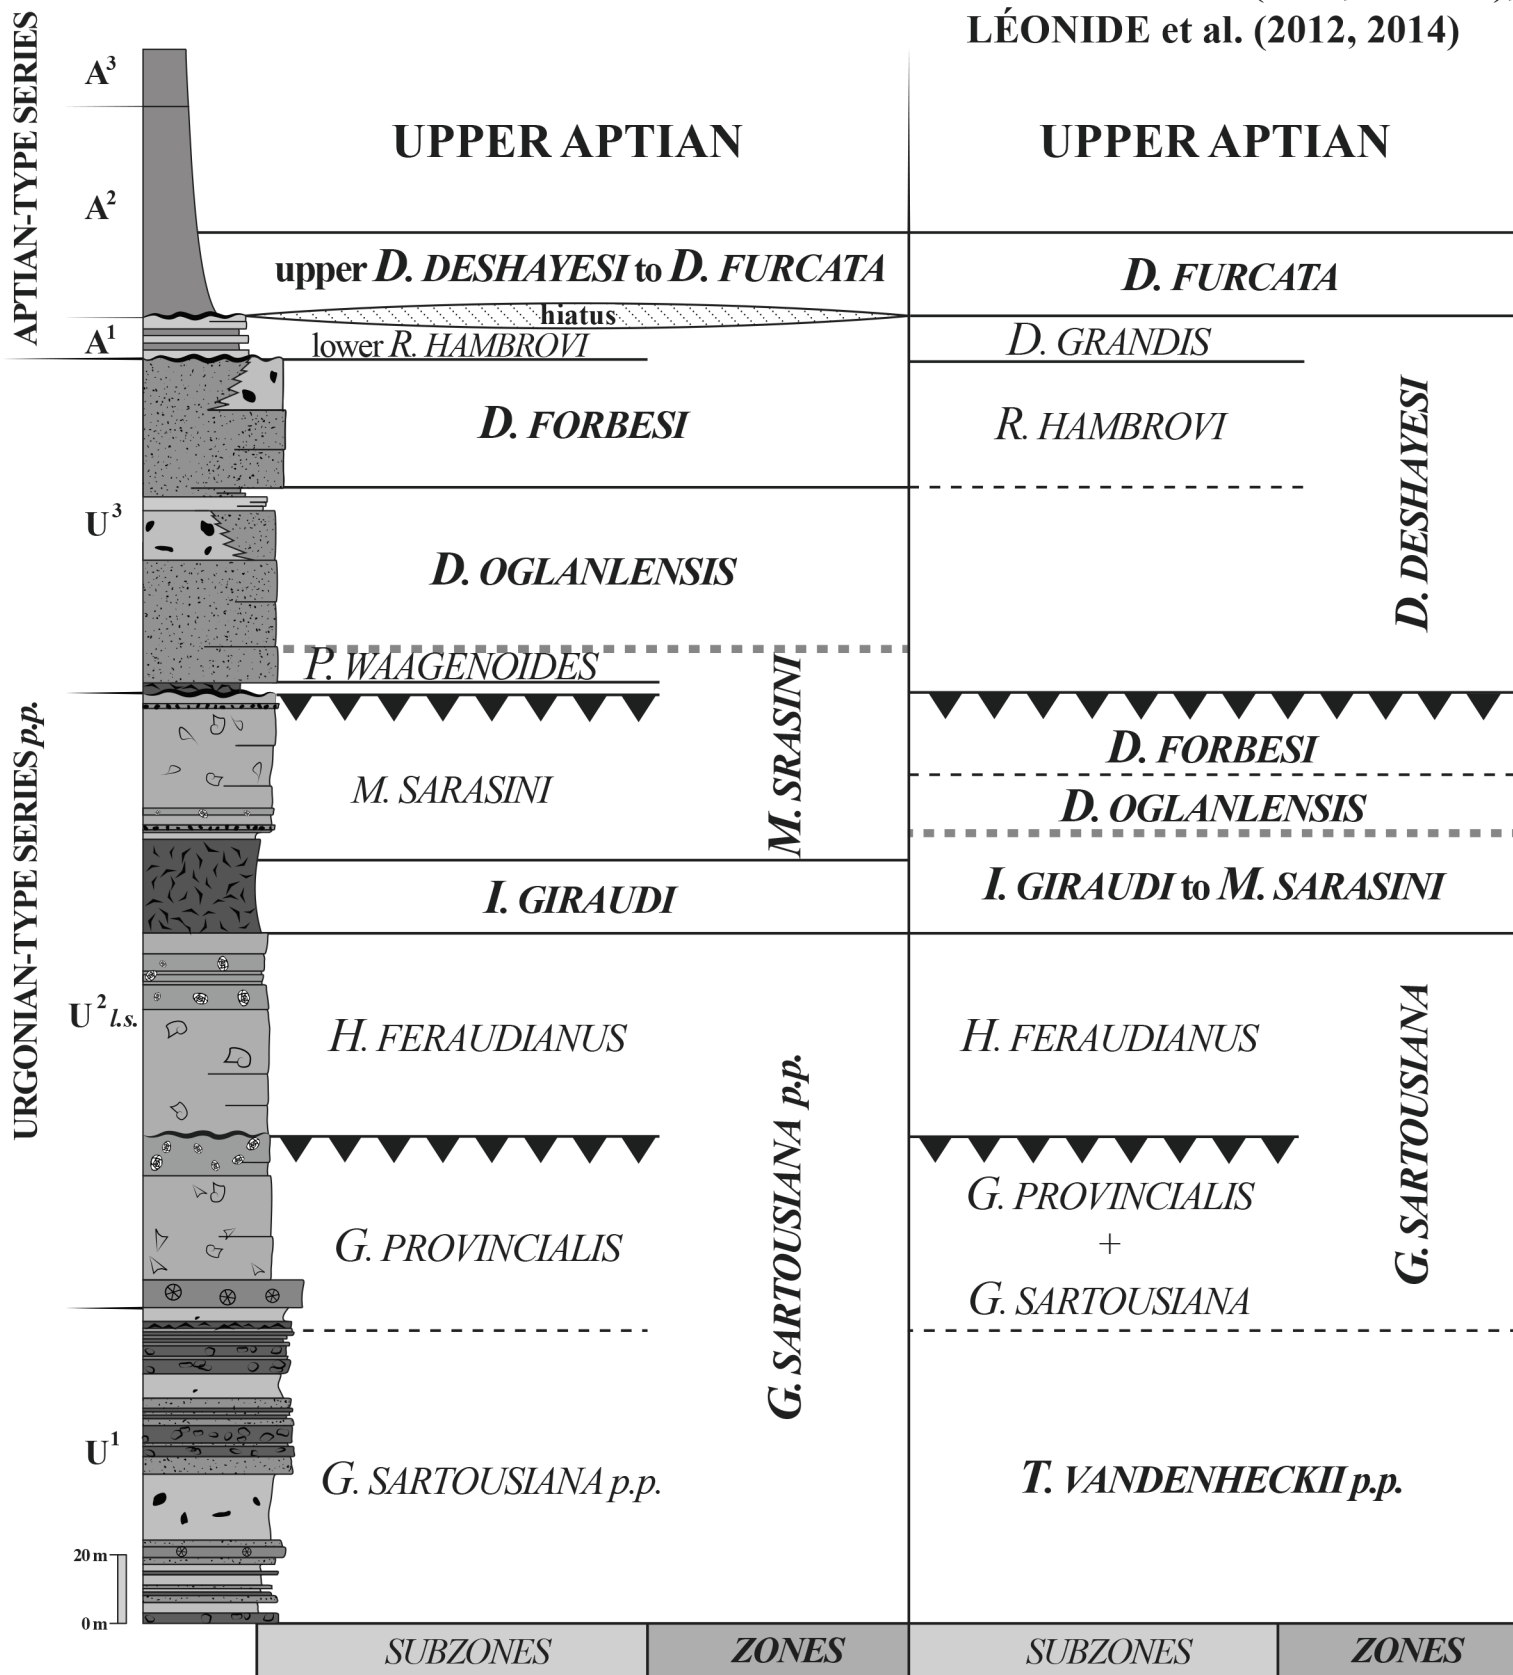 LÉONIDE et al. (2012, 2014)
APTIAN-TYPE SERIES
A3
A2
A1
URGONIAN-TYPE SERIES p.p.
U3
U2 l.s.
U1
20 m
0 m
UPPER APTIAN
upper D. DESHAYESI to D. FURCATA
hiatus
lower R. HAMBROVI
D. FORBESI
D. OGLANLENSIS
P. WAAGENOIDES
M. SARASINI
M. SRASINI
I. GIRAUDI
H. FERAUDIANUS
G. PROVINCIALIS
G. SARTOUSIANA p.p.
G. SARTOUSIANA p.p.
SUBZONES
ZONES
UPPER APTIAN
D. FURCATA
D. GRANDIS
R. HAMBROVI
D. DESHAYESI
D. FORBESI
D. OGLANLENSIS
I. GIRAUDI to M. SARASINI
H. FERAUDIANUS
G. PROVINCIALIS
+
G. SARTOUSIANA
G. SARTOUSIANA
T. VANDENHECKII p.p.
SUBZONES
ZONES